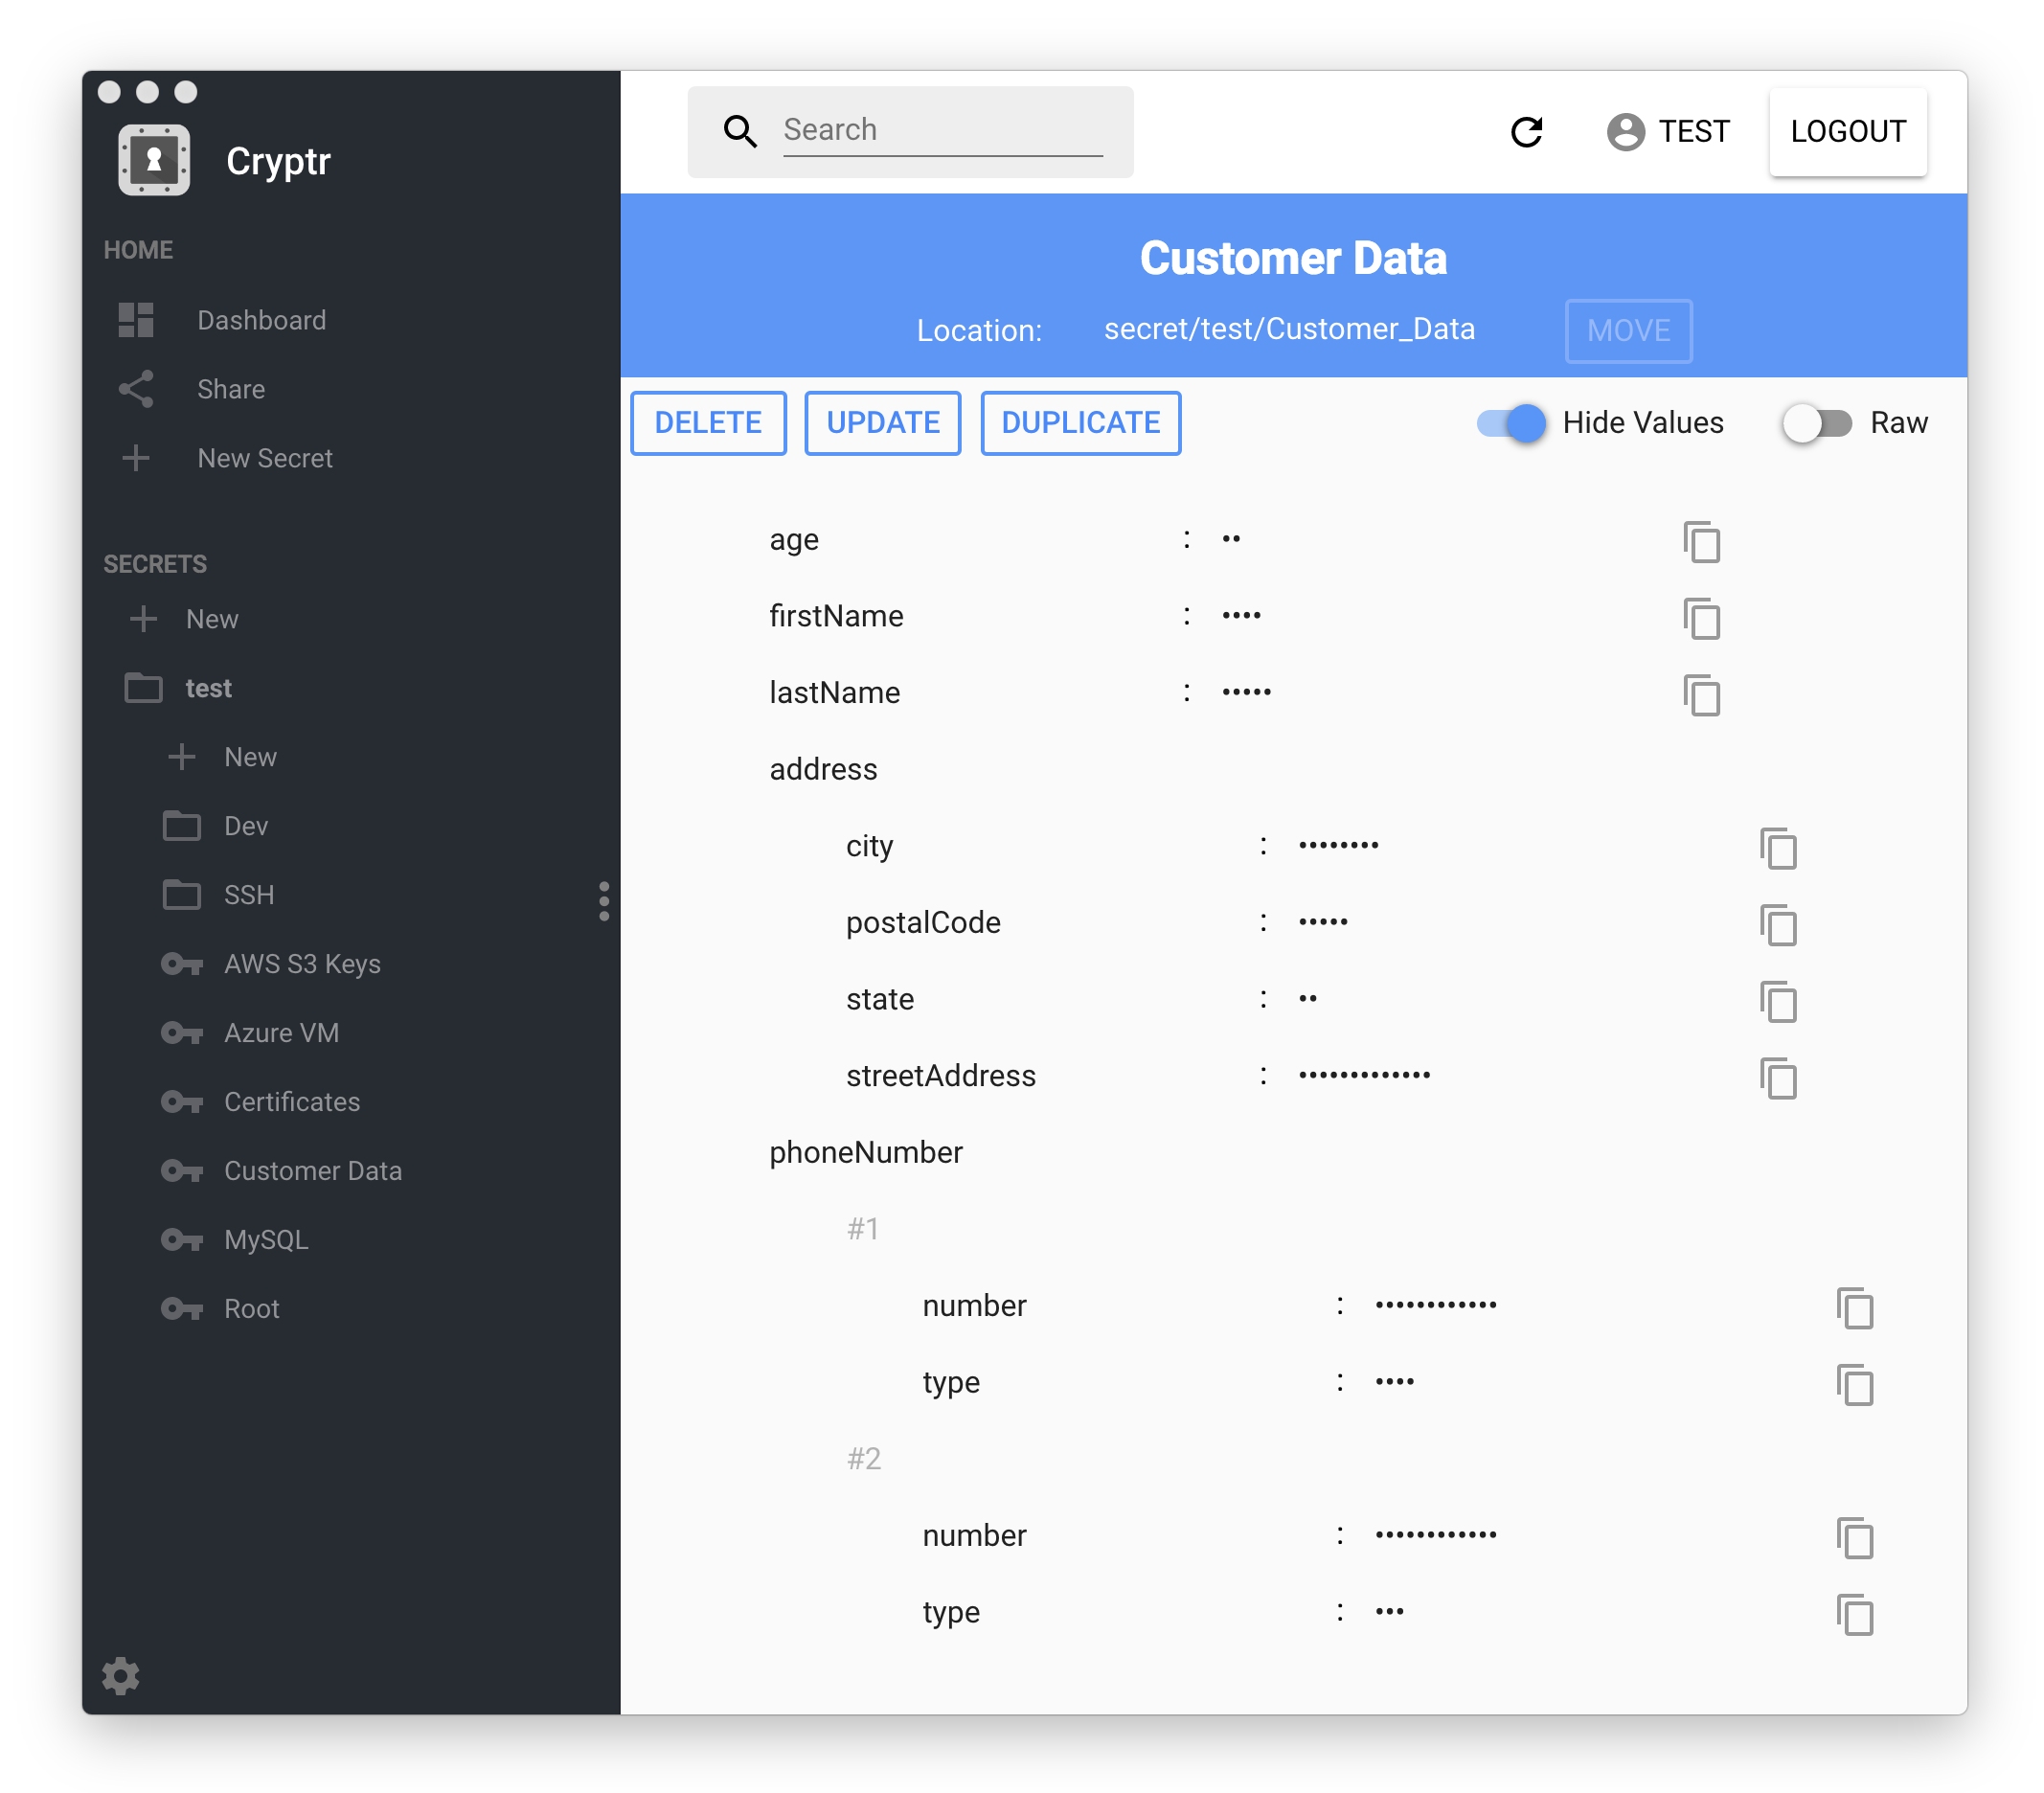 Cryptr
HOME
Dashboard
Share
New Secret
SECRETS
New
test
New
Dev
SSH
AWS S3 Keys
Azure VM
Certificates
Customer Data
MySQL
Root
Search
TEST
LOGOUT
Customer Data
Location: secret/test/Customer_Data MOVE
DELETE UPDATE DUPLICATE Hide Values Raw
age : ••
firstName : ••••
lastName : •••••
address
city : ••••••••
postalCode : •••••
state : ••
streetAddress : •••••••••••••
phoneNumber
#1
number : ••••••••••••
type : ••••
#2
number : ••••••••••••
type : •••